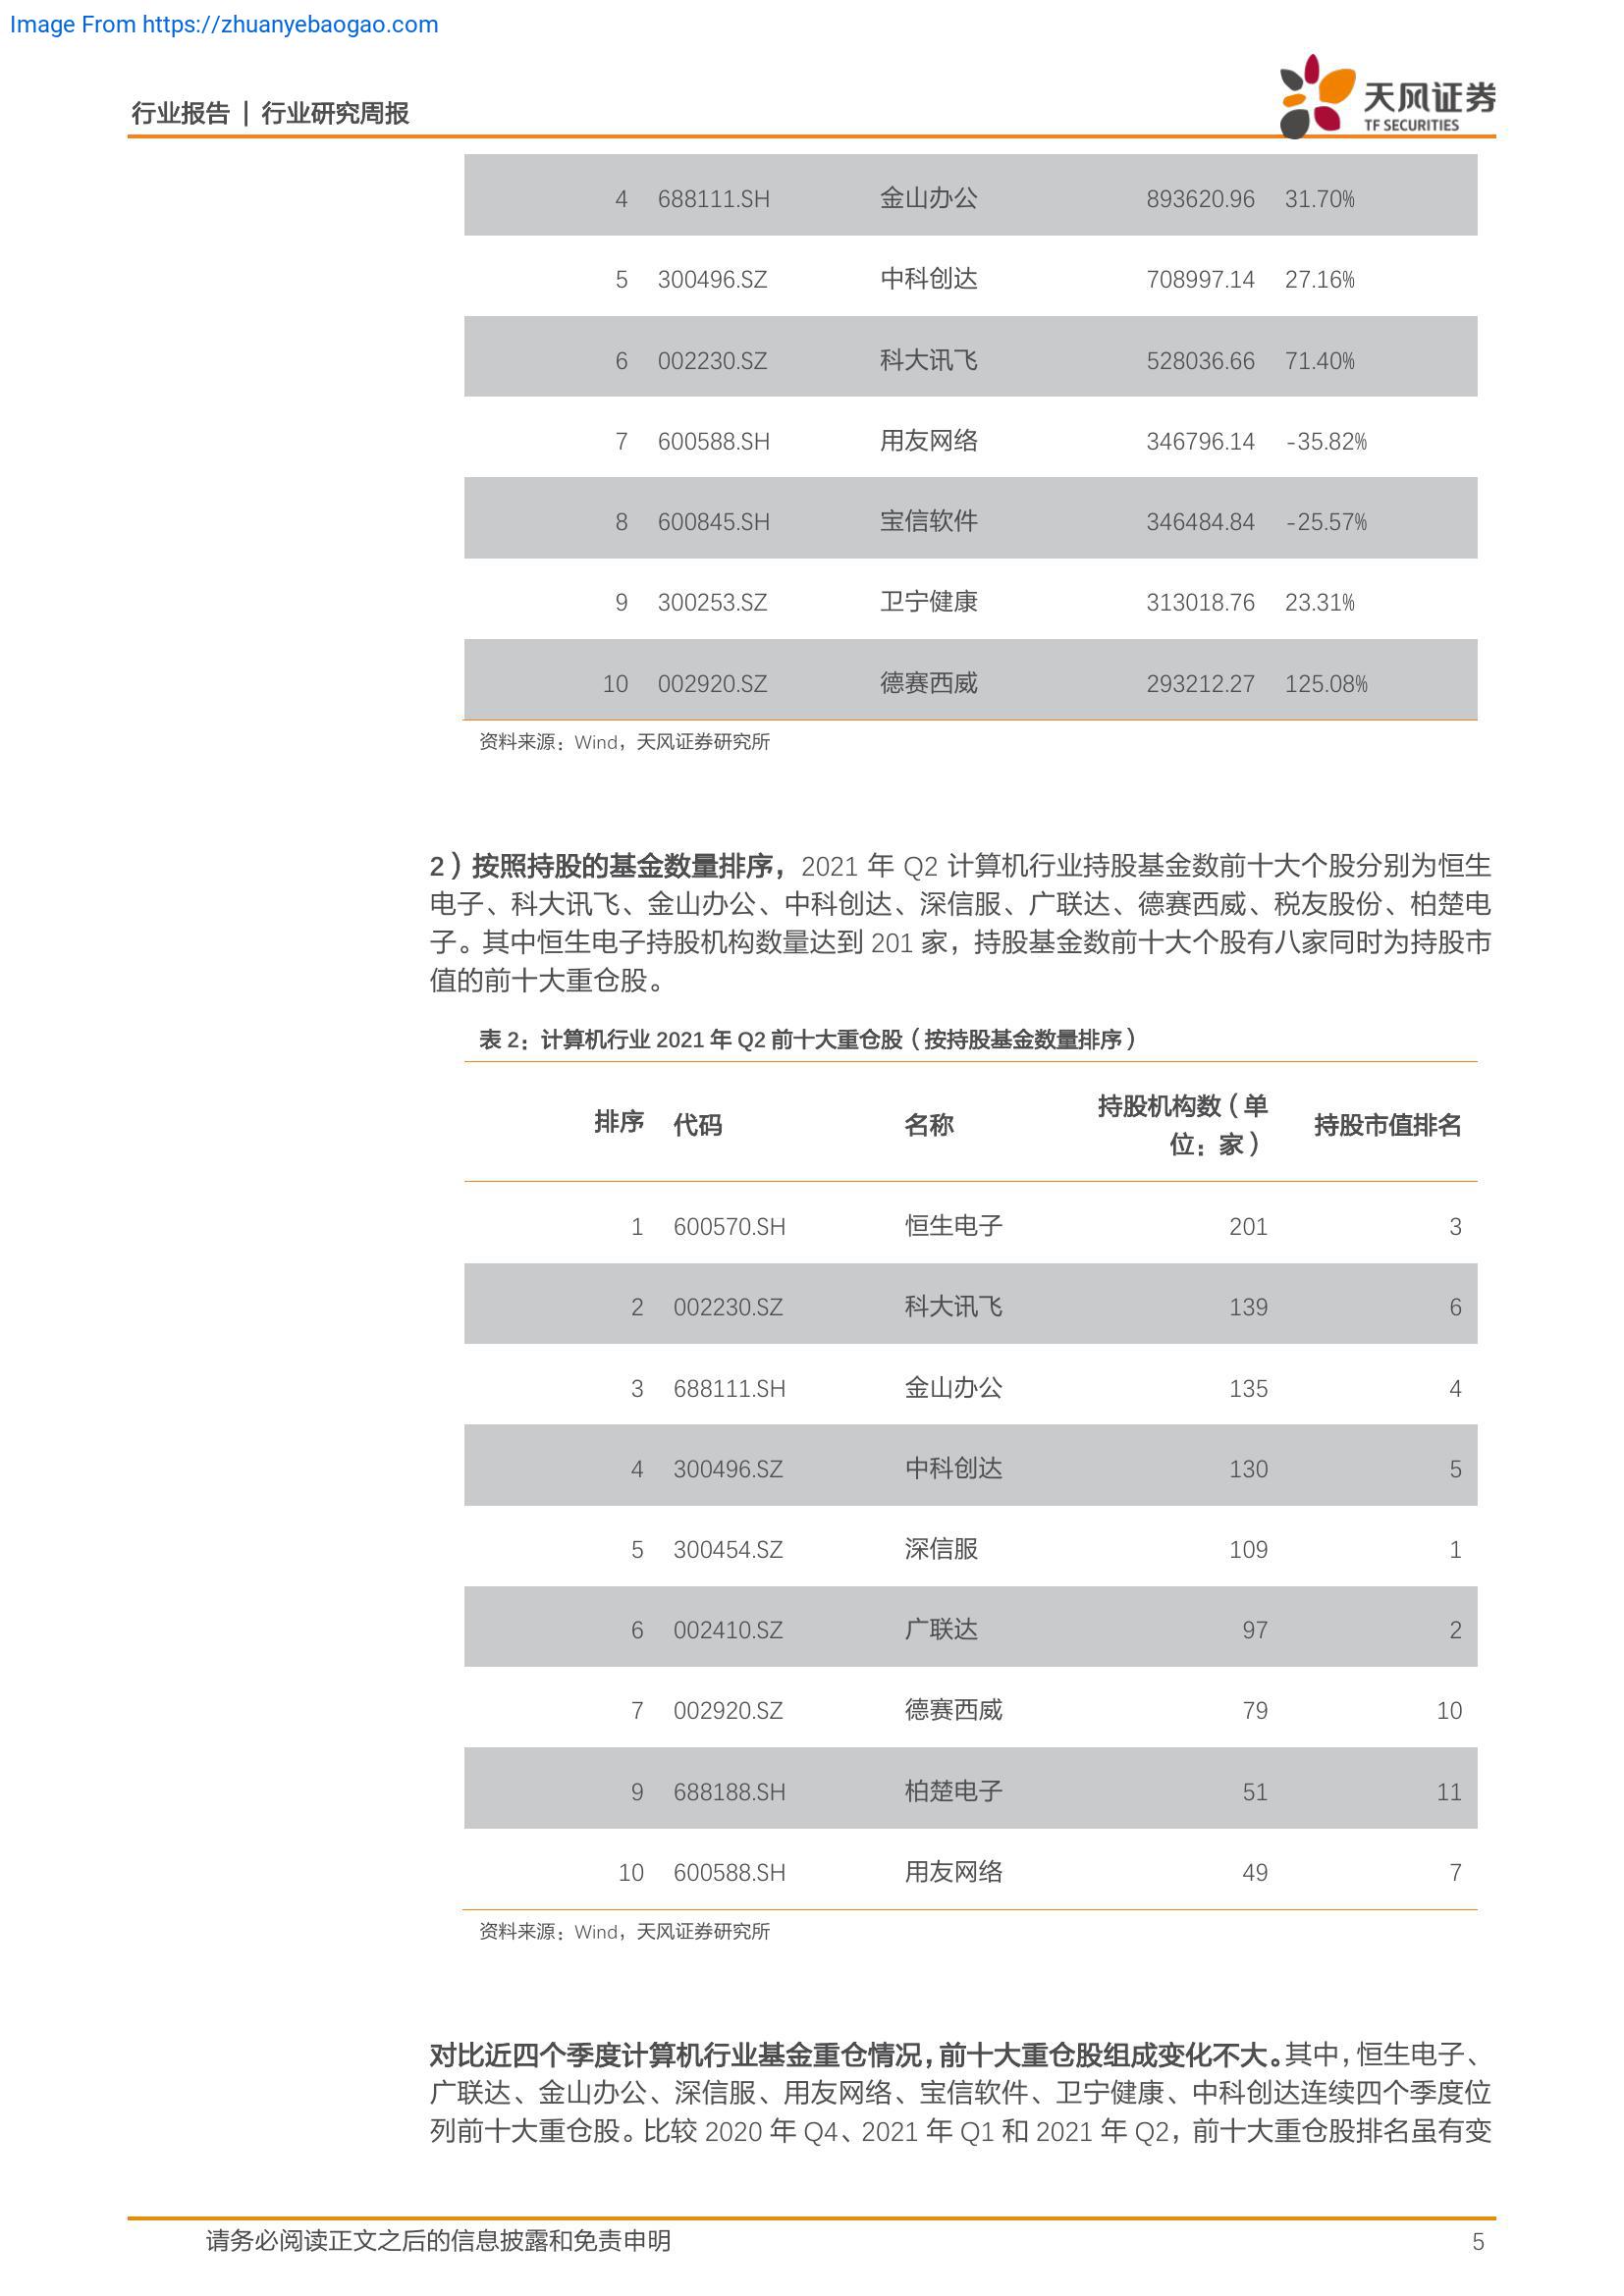 Image From https://zhuanyebaogao.com
行业报告 | 行业研究周报
天风证券
TF SECURITIES
4 688111.SH 金山办公 893620.96 31.70%
5 300496.SZ 中科创达 708997.14 27.16%
6 002230.SZ 科大讯飞 528036.66 71.40%
7 600588.SH 用友网络 346796.14 -35.82%
8 600845.SH 宝信软件 346484.84 -25.57%
9 300253.SZ 卫宁健康 313018.76 23.31%
10 002920.SZ 德赛西威 293212.27 125.08%
资料来源：Wind，天风证券研究所
2）按照持股的基金数量排序，2021 年 Q2 计算机行业持股基金数前十大个股分别为恒生
电子、科大讯飞、金山办公、中科创达、深信服、广联达、德赛西威、税友股份、柏楚电
子。其中恒生电子持股机构数量达到 201 家，持股基金数前十大个股有八家同时为持股市
值的前十大重仓股。
表 2：计算机行业 2021 年 Q2 前十大重仓股（按持股基金数量排序）
排序 代码 名称 持股机构数（单
位：家） 持股市值排名
1 600570.SH 恒生电子 201 3
2 002230.SZ 科大讯飞 139 6
3 688111.SH 金山办公 135 4
4 300496.SZ 中科创达 130 5
5 300454.SZ 深信服 109 1
6 002410.SZ 广联达 97 2
7 002920.SZ 德赛西威 79 10
9 688188.SH 柏楚电子 51 11
10 600588.SH 用友网络 49 7
资料来源：Wind，天风证券研究所
对比近四个季度计算机行业基金重仓情况，前十大重仓股组成变化不大。其中，恒生电子、
广联达、金山办公、深信服、用友网络、宝信软件、卫宁健康、中科创达连续四个季度位
列前十大重仓股。比较 2020 年 Q4、2021 年 Q1 和 2021 年 Q2，前十大重仓股排名虽有变
请务必阅读正文之后的信息披露和免责申明 5